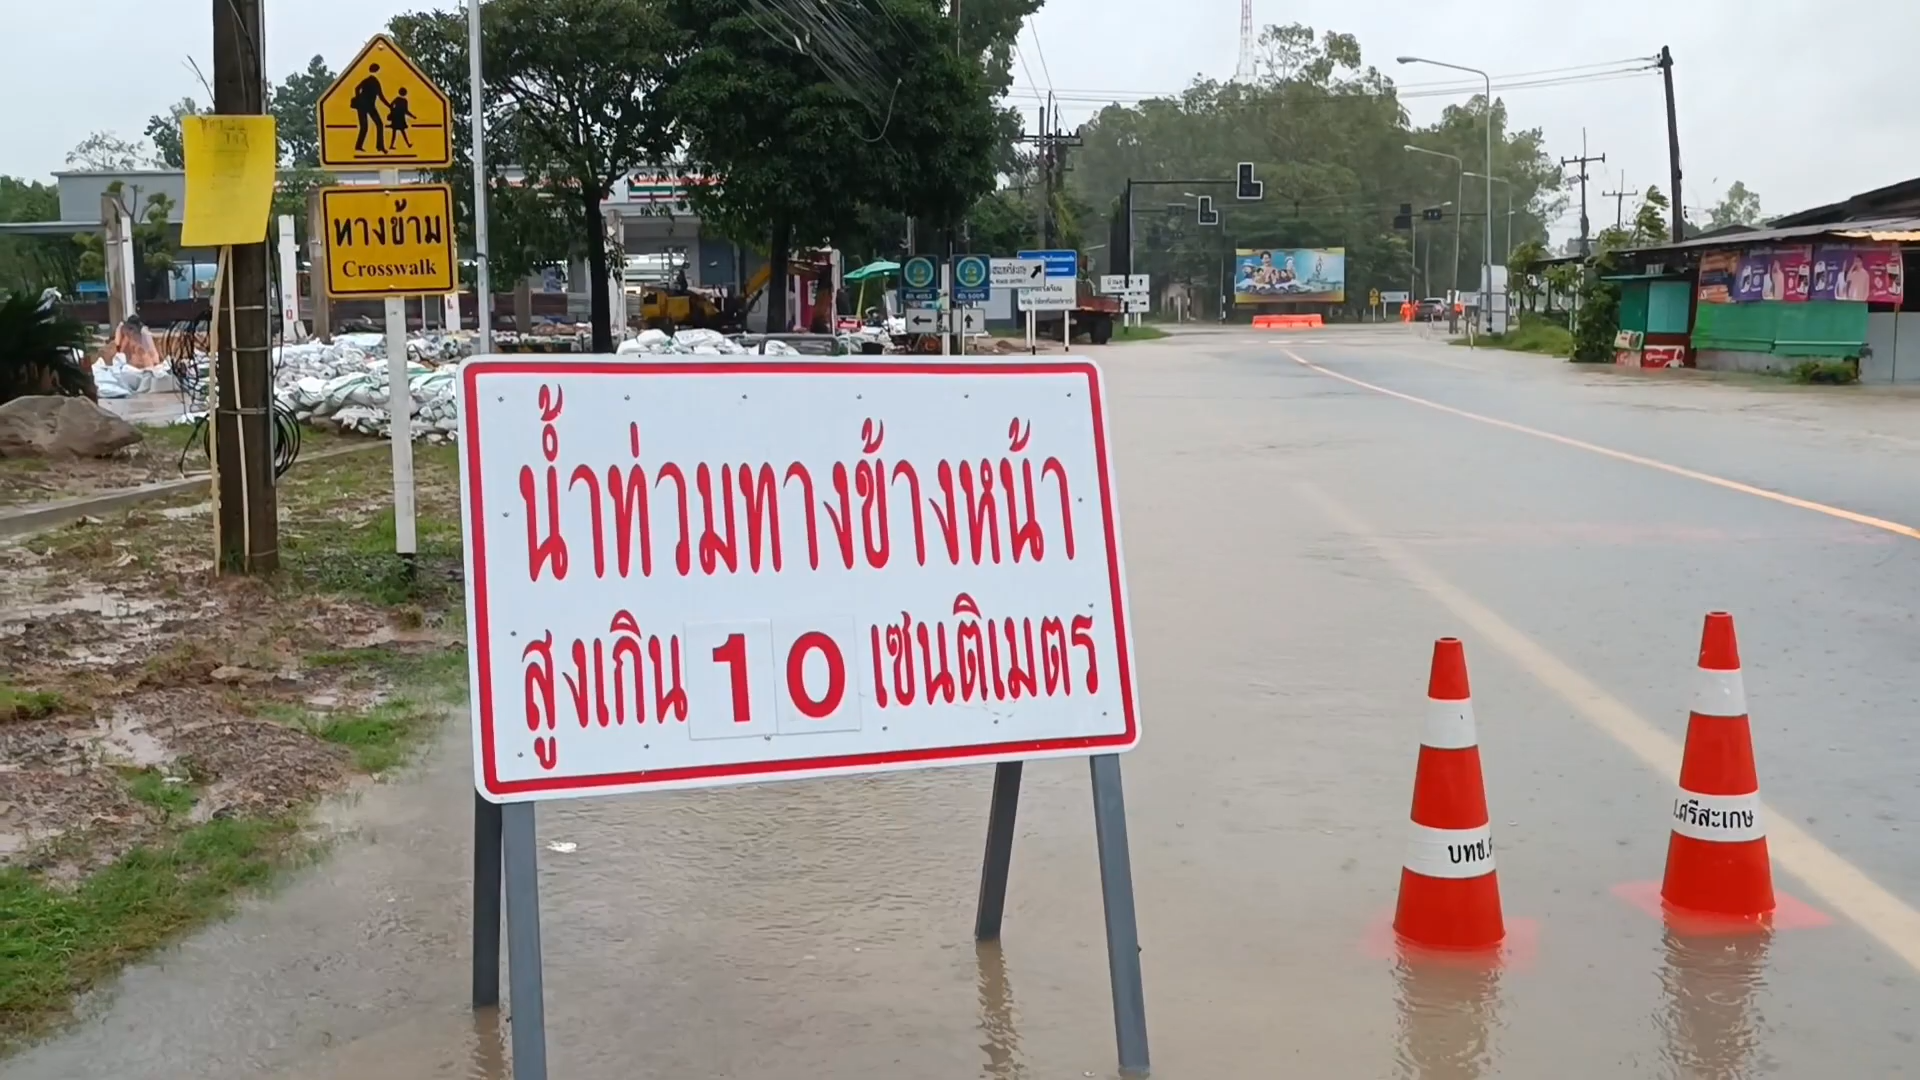 ทางข้าม
Crosswalk
น้ำท่วมทางข้างหน้า
สูงเกิน 10 เซนติเมตร
บทช.
.ศรีสะเกษ